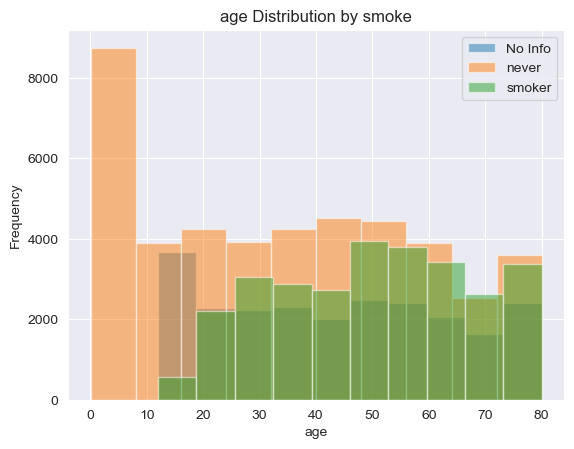 age Distribution by smoke
No Info
never
smoker
Frequency
8000
6000
4000
2000
0
0 10 20 30 40 50 60 70 80
age